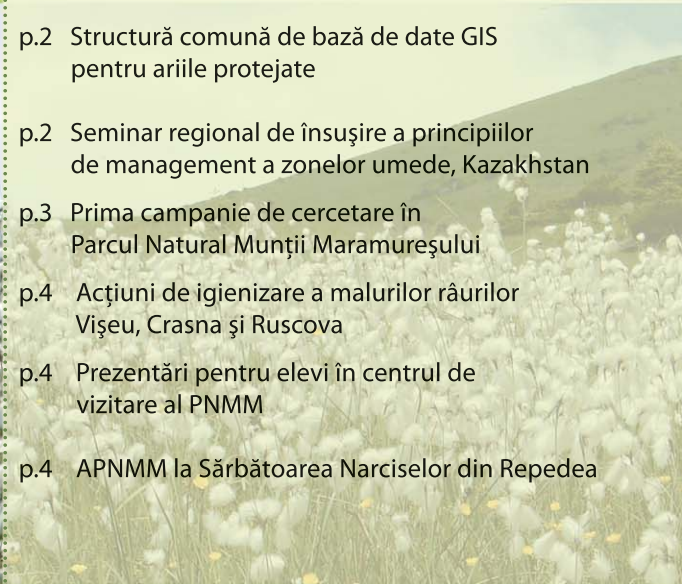 p.2 Structură comună de bază de date GIS
pentru ariile protejate
p.2 Seminar regional de însuşire a principiilor
de management a zonelor umede, Kazakhstan
p.3 Prima campanie de cercetare în
Parcul Natural Munţii Maramureşului
p.4 Acţiuni de igienizare a malurilor râurilor
Vişeu, Crasna şi Ruscova
p.4 Prezentări pentru elevi în centrul de
vizitare al PNMM
p.4 APNMM la Sărbătoarea Narciselor din Repedea